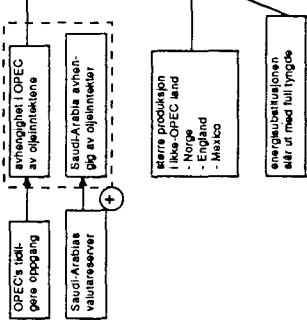 OPEC's tidli-
gere oppgang
Saudi-Arabias
valutareserver
+
avhengighet i OPEC
av oljeinntektene
Saudi-Arabia avhen-
gig av oljeinntekter
større produksjon
i ikke-OPEC land
- Norge
- England
- Mexico
energisubstitusjonen
slår ut med full tyngde